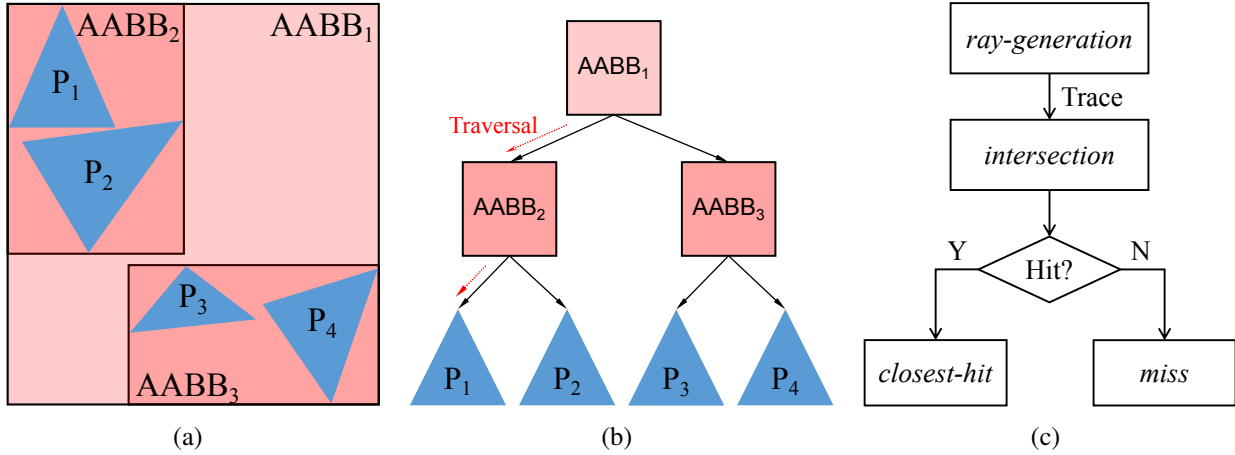 AABB₂
AABB₁
P₁
P₂
P₃
P₄
AABB₃
(a)
AABB₁
Traversal
AABB₂
AABB₃
P₁
P₂
P₃
P₄
(b)
ray-generation
Trace
intersection
Y
Hit?
N
closest-hit
miss
(c)